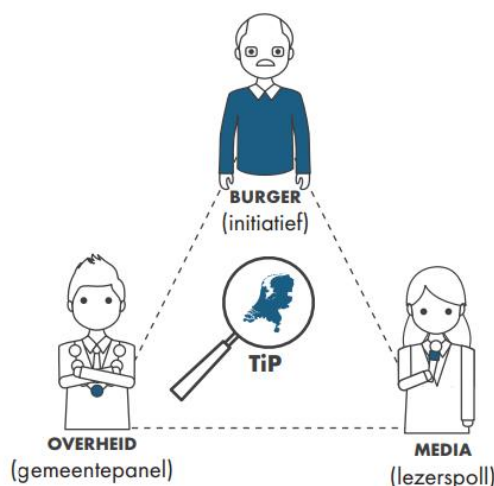 BURGER
(initiatief)
TiP
OVERHEID
(gemeentepanel)
MEDIA
(lezerspoll)